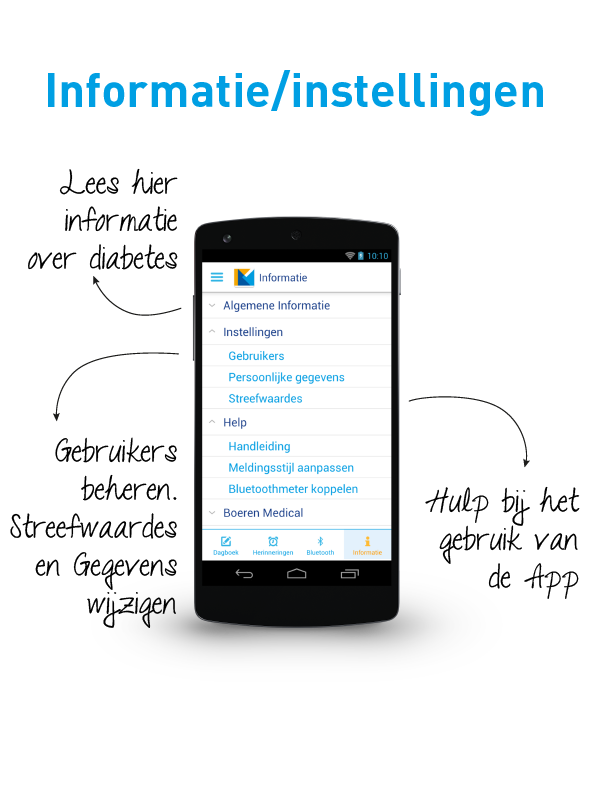 Informatie/instellingen
Lees hier
informatie
over diabetes
10:10
Informatie
Algemene Informatie
Instellingen
Gebruikers
Persoonlijke gegevens
Streefwaardes
Help
Handleiding
Meldingsstijl aanpassen
Bluetoothmeter koppelen
Boeren Medical
Dagboek Herinneringen Bluetooth Informatie
Gebruikers
beheren.
Streefwaardes
en Gegevens
wijzigen
Hulp bij het
gebruik van
de App